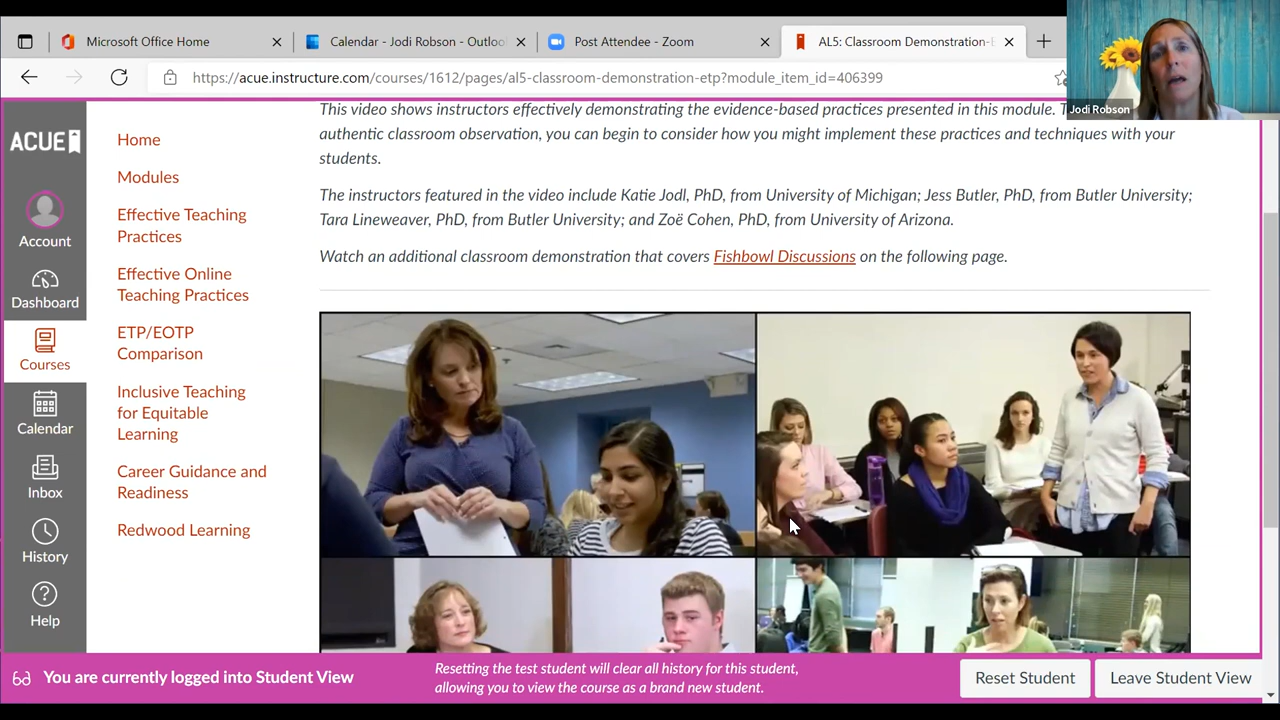 Microsoft Office Home
Calendar - Jodi Robson - Outloo
Post Attendee - Zoom
AL5: Classroom Demonstration-E
https://acue.instructure.com/courses/1612/pages/al5-classroom-demonstration-etp?module_item_id=406399
Jodi Robson
ACUE
Account
Dashboard
Courses
Calendar
Inbox
History
Help
Home
Modules
Effective Teaching
Practices
Effective Online
Teaching Practices
ETP/EOTP
Comparison
Inclusive Teaching
for Equitable
Learning
Career Guidance and
Readiness
Redwood Learning
This video shows instructors effectively demonstrating the evidence-based practices presented in this module.
authentic classroom observation, you can begin to consider how you might implement these practices and techniques with your
students.
The instructors featured in the video include Katie Jodl, PhD, from University of Michigan; Jess Butler, PhD, from Butler University;
Tara Lineweaver, PhD, from Butler University; and Zoë Cohen, PhD, from University of Arizona.
Watch an additional classroom demonstration that covers Fishbowl Discussions on the following page.
You are currently logged into Student View
Resetting the test student will clear all history for this student,
allowing you to view the course as a brand new student.
Reset Student
Leave Student View